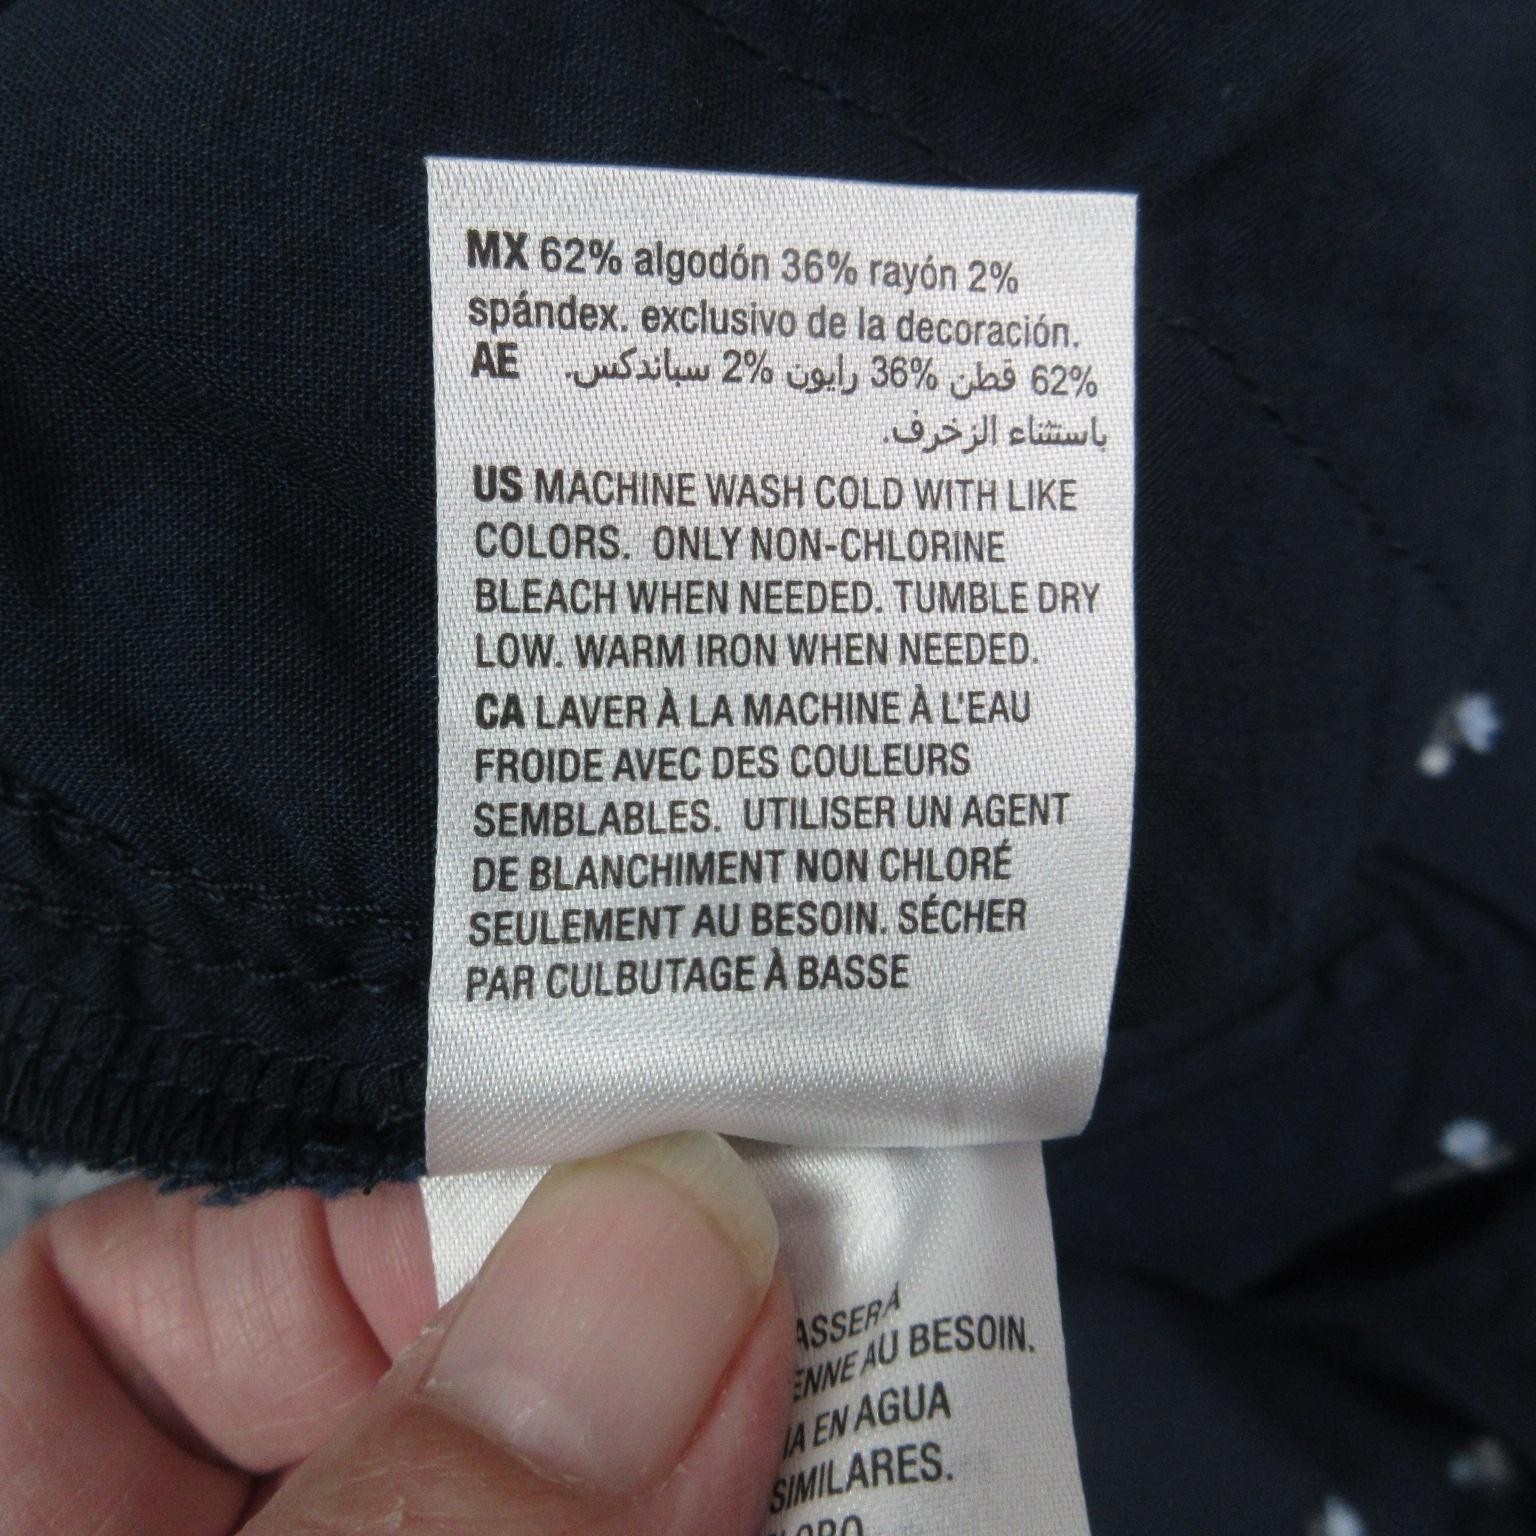 MX 62% algodón 36% rayón 2%
spándex. exclusivo de la decoración.
AE 62% قطن 36% رايون 2% سباندكس.
باستثناء الزخرف.
US MACHINE WASH COLD WITH LIKE
COLORS. ONLY NON-CHLORINE
BLEACH WHEN NEEDED. TUMBLE DRY
LOW. WARM IRON WHEN NEEDED.
CA LAVER À LA MACHINE À L'EAU
FROIDE AVEC DES COULEURS
SEMBLABLES. UTILISER UN AGENT
DE BLANCHIMENT NON CHLORÉ
SEULEMENT AU BESOIN. SÉCHER
PAR CULBUTAGE À BASSE
AU BESOIN.
EN AGUA
SIMILARES.